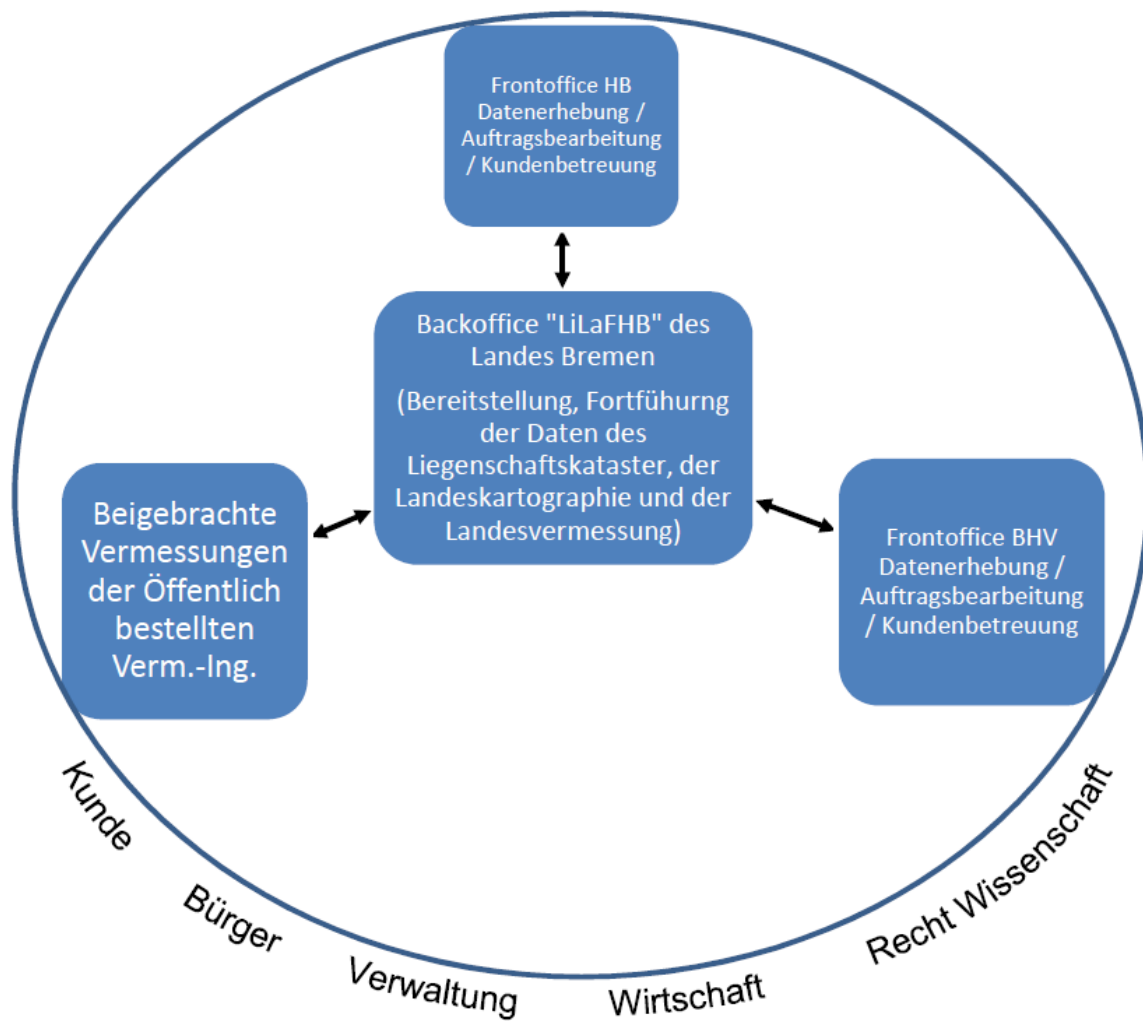 Frontoffice HB
Datenerhebung /
Auftragsbearbeitung
/ Kundenbetreuung
Backoffice "LiLaFHB" des
Landes Bremen
(Bereitstellung, Fortfühurng
der Daten des
Liegenschaftskataster, der
Landeskartographie und der
Landesvermessung)
Beigebrachte
Vermessungen
der Öffentlich
bestellten
Verm.-Ing.
Frontoffice BHV
Datenerhebung /
Auftragsbearbeitung
/ Kundenbetreuung
Kunde
Bürger
Verwaltung
Wirtschaft
Recht Wissenschaft